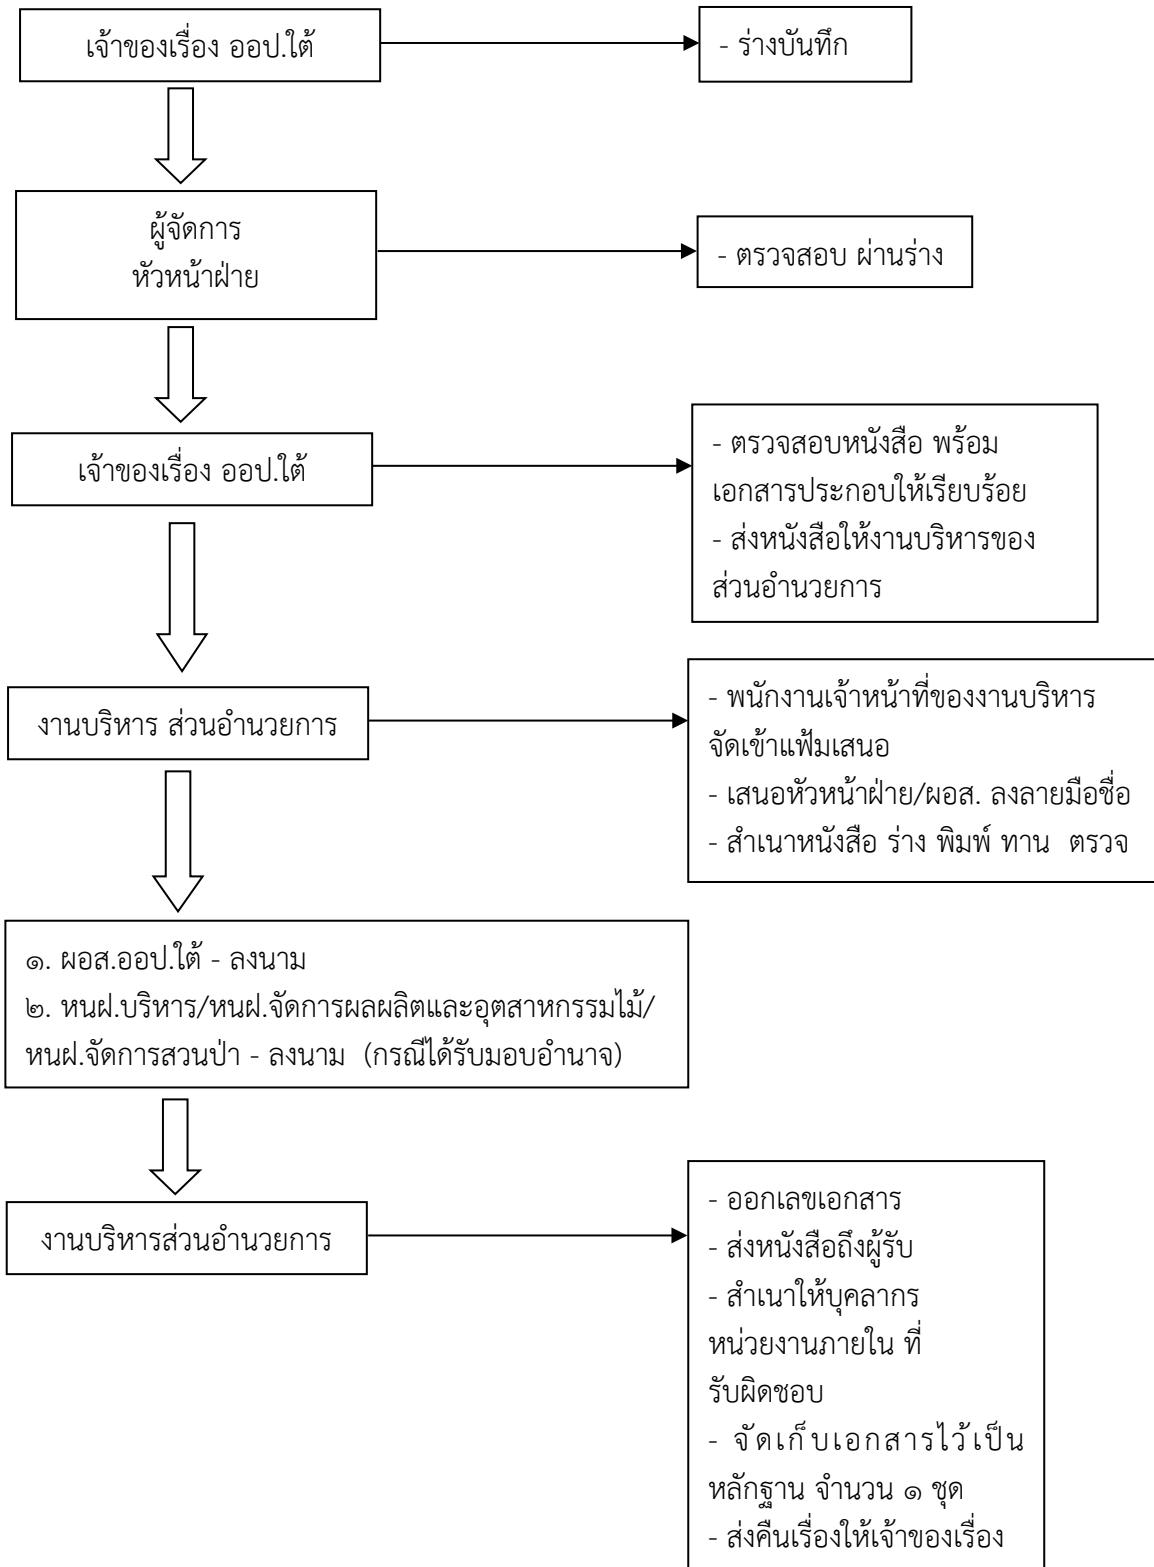 เจ้าของเรื่อง ออป.ใต้
- ร่างบันทึก
ผู้จัดการ
หัวหน้าฝ่าย
- ตรวจสอบ ผ่านร่าง
เจ้าของเรื่อง ออป.ใต้
- ตรวจสอบหนังสือ พร้อม
เอกสารประกอบให้เรียบร้อย
- ส่งหนังสือให้งานบริหารของ
ส่วนอำนวยการ
งานบริหาร ส่วนอำนวยการ
- พนักงานเจ้าหน้าที่ของงานบริหาร
จัดเข้าแฟ้มเสนอ
- เสนอหัวหน้าฝ่าย/ผอส. ลงลายมือชื่อ
- สำเนาหนังสือ ร่าง พิมพ์ ทาน ตรวจ
๑. ผอส.ออป.ใต้ - ลงนาม
๒. หนฝ.บริหาร/หนฝ.จัดการผลผลิตและอุตสาหกรรมไม้/
หนฝ.จัดการสวนป่า - ลงนาม (กรณีได้รับมอบอำนาจ)
งานบริหารส่วนอำนวยการ
- ออกเลขเอกสาร
- ส่งหนังสือถึงผู้รับ
- สำเนาให้บุคลากร
หน่วยงานภายใน ที่
รับผิดชอบ
- จัดเก็บเอกสารไว้เป็น
หลักฐาน จำนวน ๑ ชุด
- ส่งคืนเรื่องให้เจ้าของเรื่อง